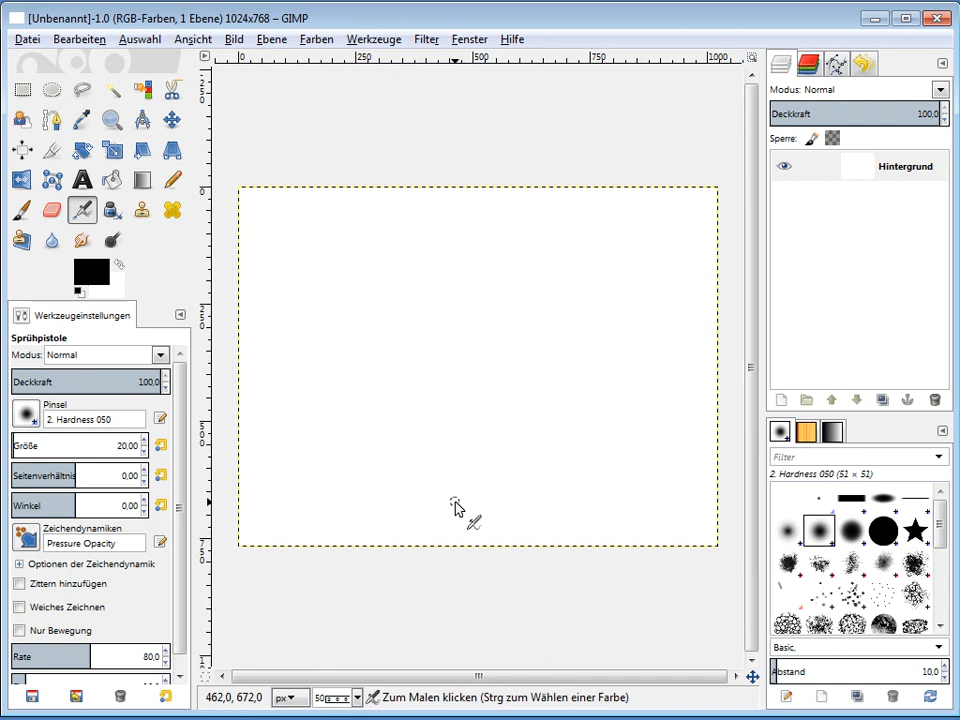 [Unbenannt]-1.0 (RGB-Farben, 1 Ebene) 1024x768 – GIMP
Datei Bearbeiten Auswahl Ansicht Bild Ebene Farben Werkzeuge Filter Fenster Hilfe
0 250 500 750 1000
Modus: Normal
Deckkraft 100,0
Sperre:
Hintergrund
Werkzeugeinstellungen
Sprühpistole
Modus: Normal
Deckkraft 100,0
Pinsel
2. Hardness 050
Größe 20,00
Seitenverhältnis 0,00
Winkel 0,00
Zeichendynamiken
Pressure Opacity
Optionen der Zeichendynamik
Zittern hinzufügen
Weiches Zeichnen
Nur Bewegung
Rate 80,0
Filter
2. Hardness 050 (51 × 51)
Basic,
Abstand 10,0
462,0, 672,0 px 50 Zum Malen klicken (Strg zum Wählen einer Farbe)